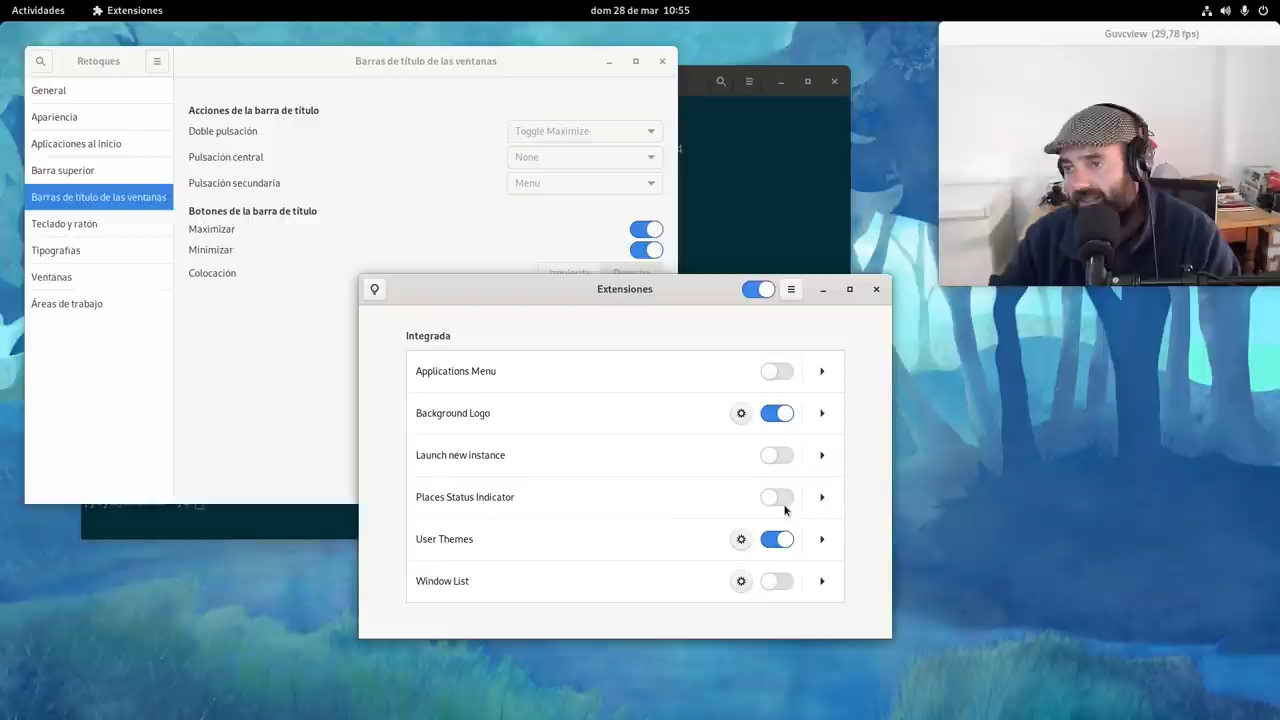 Actividades
Extensiones
dom 28 de mar 10:55
Guvcview (29,78 fps)
Retoques
Barras de título de las ventanas
General
Apariencia
Aplicaciones al inicio
Barra superior
Barras de título de las ventanas
Teclado y ratón
Tipografías
Ventanas
Áreas de trabajo
Acciones de la barra de título
Doble pulsación
Toggle Maximize
Pulsación central
None
Pulsación secundaria
Menu
Botones de la barra de título
Maximizar
Minimizar
Colocación
Izquierda
Derecha
4
Extensiones
Integrada
Applications Menu
Background Logo
Launch new instance
Places Status Indicator
User Themes
Window List